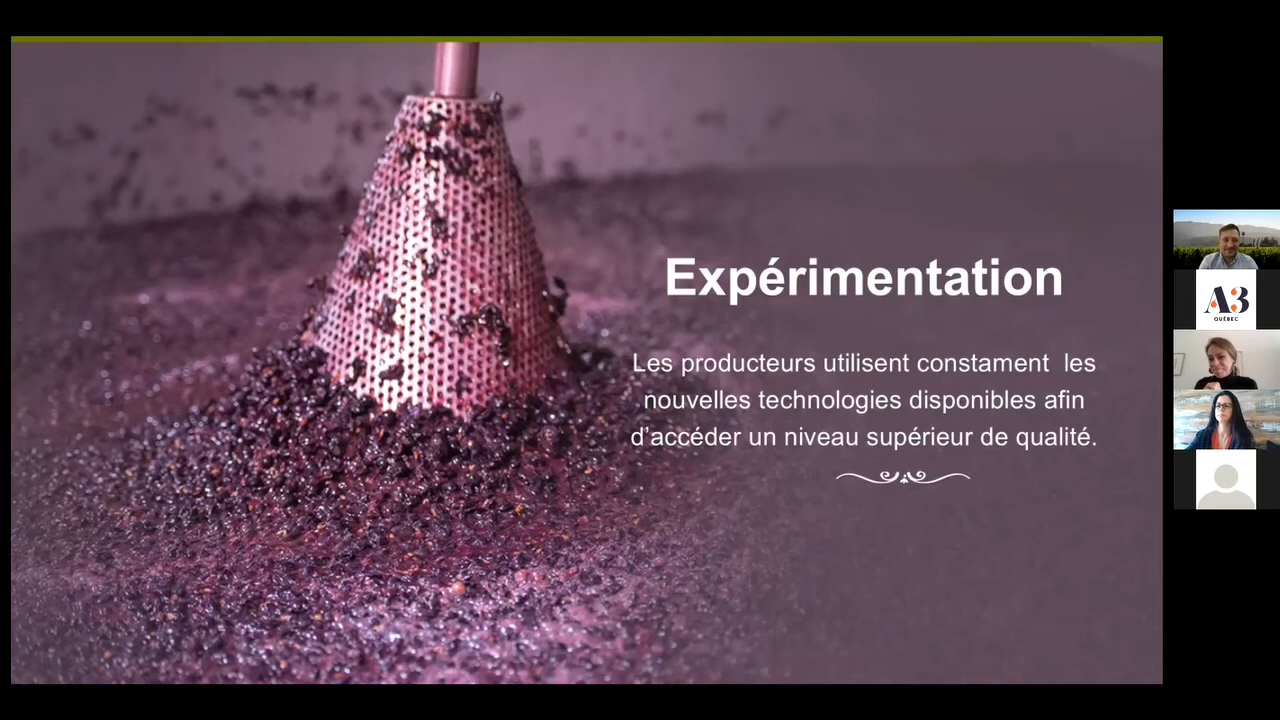 Expérimentation
Les producteurs utilisent constament  les
nouvelles technologies disponibles afin
d'accéder un niveau supérieur de qualité.
A3
QUÉBEC